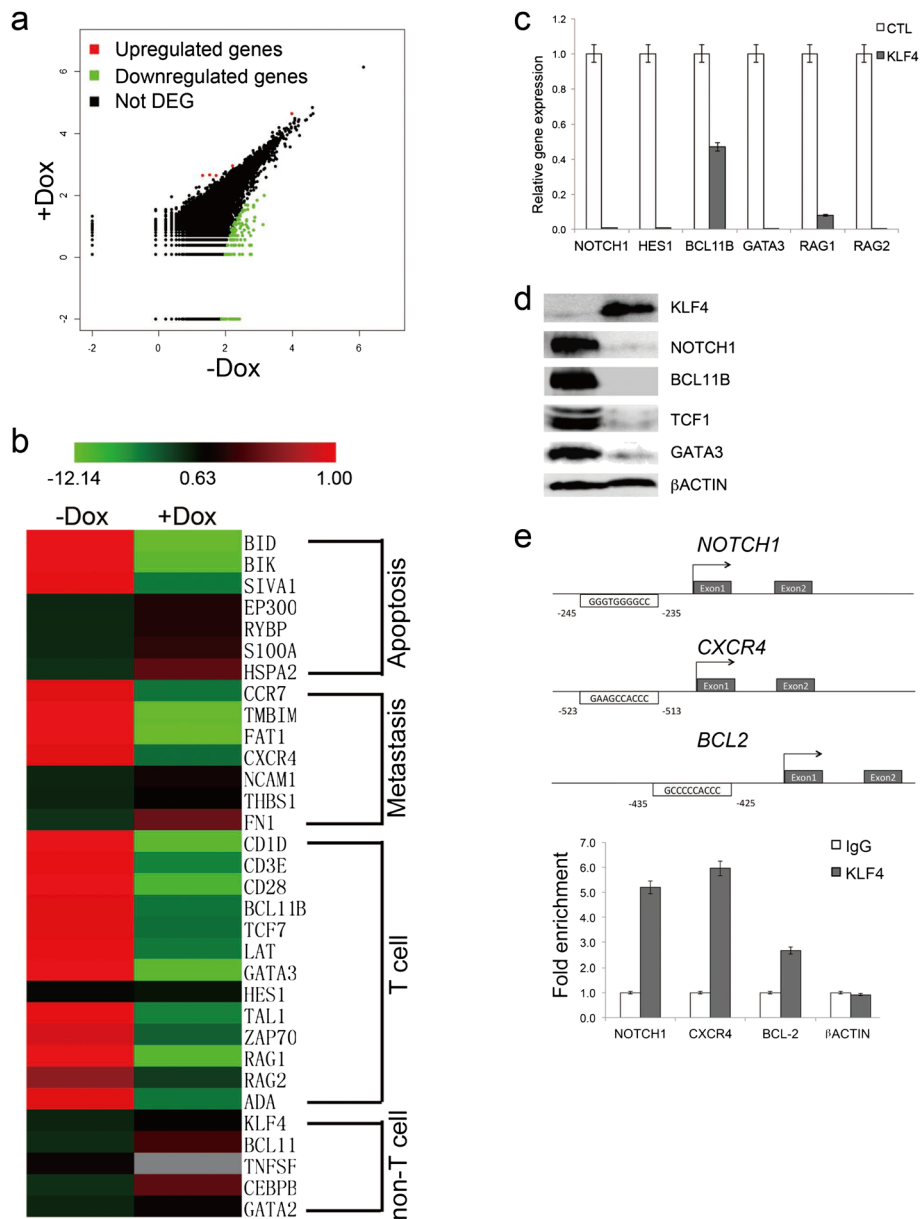 a
Upregulated genes
Downregulated genes
Not DEG
+Dox
6
4
2
0
-2
-2
0
2
4
6
-Dox
b
-12.14
0.63
1.00
-Dox
+Dox
BID
BIK
SIVA1
EP300
RYBP
S100A
HSPA2
CCR7
TMBIM
FAT1
CXCR4
NCAM1
THBS1
FN1
CD1D
CD3E
CD28
BCL11B
TCF7
LAT
GATA3
HES1
TAL1
ZAP70
RAG1
RAG2
ADA
KLF4
BCL11
TNFSF
CEBPB
GATA2
Apoptosis
Metastasis
T cell
non-T cell
c
Relative gene expression
1.2
1.0
0.8
0.6
0.4
0.2
0.0
CTL
KLF4
NOTCH1 HES1 BCL11B GATA3 RAG1 RAG2
d
KLF4
NOTCH1
BCL11B
TCF1
GATA3
βACTIN
e
NOTCH1
Exon1 Exon2
-245 GGGTGGGGCC -235
CXCR4
Exon1 Exon2
-523 GAAGCCACCC -513
BCL2
Exon1 Exon2
-435 GCCCCCACCC -425
Fold enrichment
7.0
6.0
5.0
4.0
3.0
2.0
1.0
0.0
IgG
KLF4
NOTCH1 CXCR4 BCL-2 βACTIN